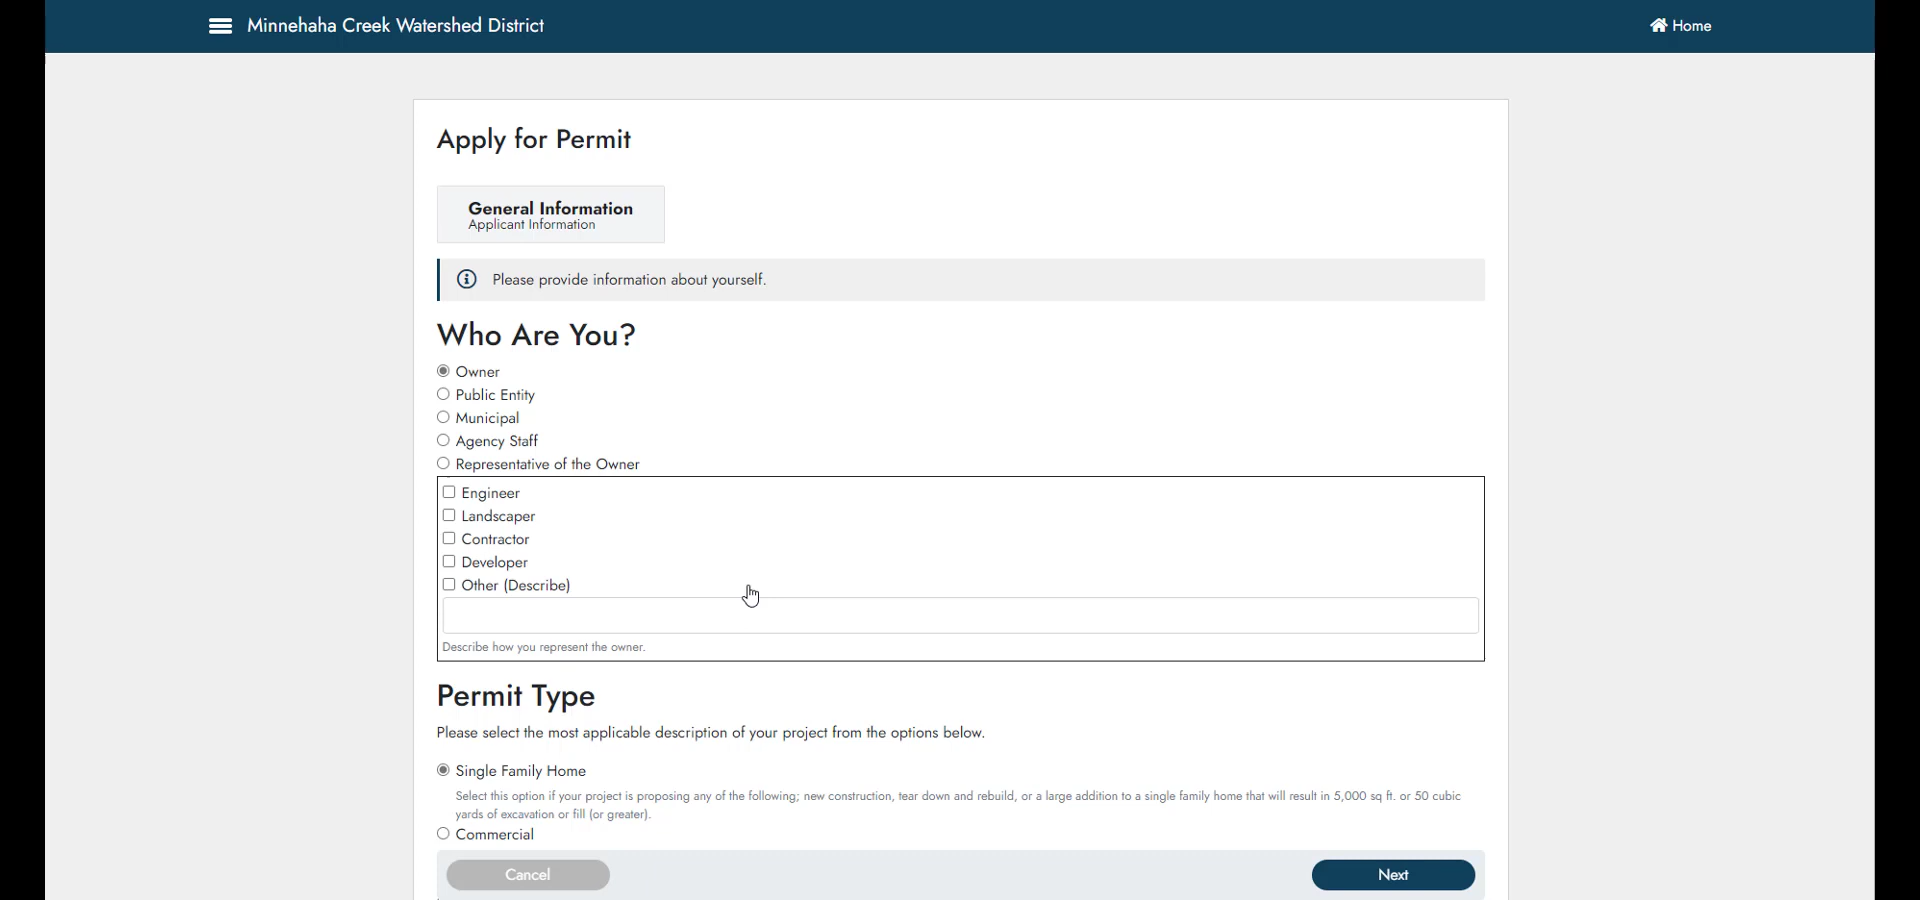 Minnehaha Creek Watershed District
Home
Apply for Permit
General Information
Applicant Information
Please provide information about yourself.
Who Are You?
Owner
Public Entity
Municipal
Agency Staff
Representative of the Owner
Engineer
Landscaper
Contractor
Developer
Other (Describe)
Describe how you represent the owner.
Permit Type
Please select the most applicable description of your project from the options below.
Single Family Home
Select this option if your project is proposing any of the following; new construction, tear down and rebuild, or a large addition to a single family home that will result in 5,000 sq ft. or 50 cubic
yards of excavation or fill (or greater).
Commercial
Cancel
Next